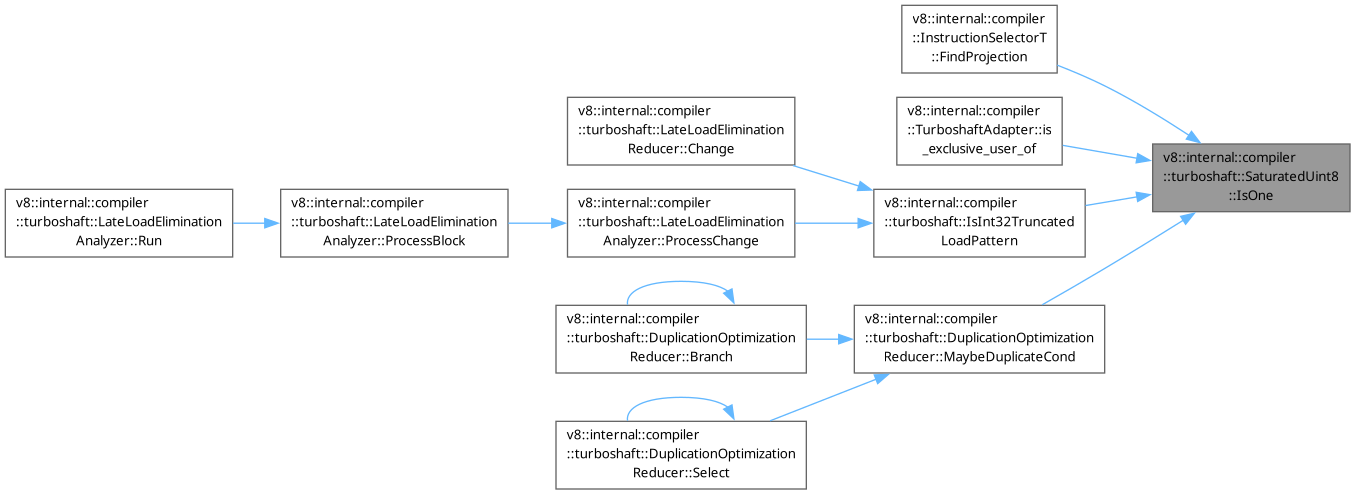 v8::internal::compiler
::InstructionSelectorT
::FindProjection
v8::internal::compiler
::turboshaft::LateLoadElimination
Reducer::Change
v8::internal::compiler
::TurboshaftAdapter::is
_exclusive_user_of
v8::internal::compiler
::turboshaft::SaturatedUint8
::IsOne
v8::internal::compiler
::turboshaft::LateLoadElimination
Analyzer::Run
v8::internal::compiler
::turboshaft::LateLoadElimination
Analyzer::ProcessBlock
v8::internal::compiler
::turboshaft::LateLoadElimination
Analyzer::ProcessChange
v8::internal::compiler
::turboshaft::IsInt32Truncated
LoadPattern
v8::internal::compiler
::turboshaft::DuplicationOptimization
Reducer::Branch
v8::internal::compiler
::turboshaft::DuplicationOptimization
Reducer::MaybeDuplicateCond
v8::internal::compiler
::turboshaft::DuplicationOptimization
Reducer::Select